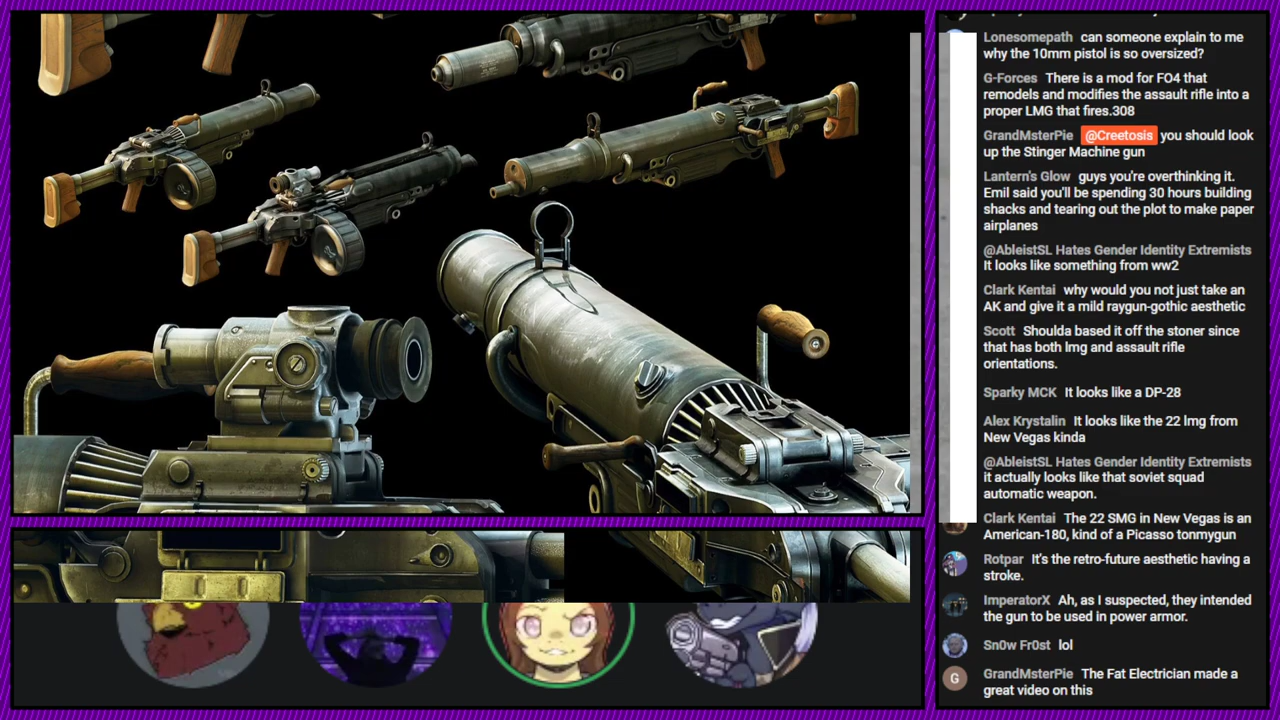 Lonesomepath can someone explain to me
why the 10mm pistol is so oversized?
G-Forces There is a mod for FO4 that
remodels and modifies the assault rifle into a
proper LMG that fires.308
GrandMsterPie @Creetosis you should look
up the Stinger Machine gun
Lantern's Glow guys you're overthinking it.
Emil said you'll be spending 30 hours building
shacks and tearing out the plot to make paper
airplanes
@AbleistSL Hates Gender Identity Extremists
It looks like something from ww2
Clark Kentai why would you not just take an
AK and give it a mild raygun-gothic aesthetic
Scott Shoulda based it off the stoner since
that has both lmg and assault rifle
orientations.
Sparky MCK It looks like a DP-28
Alex Krystalin It looks like the 22 lmg from
New Vegas kinda
@AbleistSL Hates Gender Identity Extremists
it actually looks like that soviet squad
automatic weapon.
Clark Kentai The 22 SMG in New Vegas is an
American-180, kind of a Picasso tonmygun
Rotpar It's the retro-future aesthetic having a
stroke.
ImperatorX Ah, as I suspected, they intended
the gun to be used in power armor.
Sn0w Fr0st lol
G
GrandMsterPie The Fat Electrician made a
great video on this